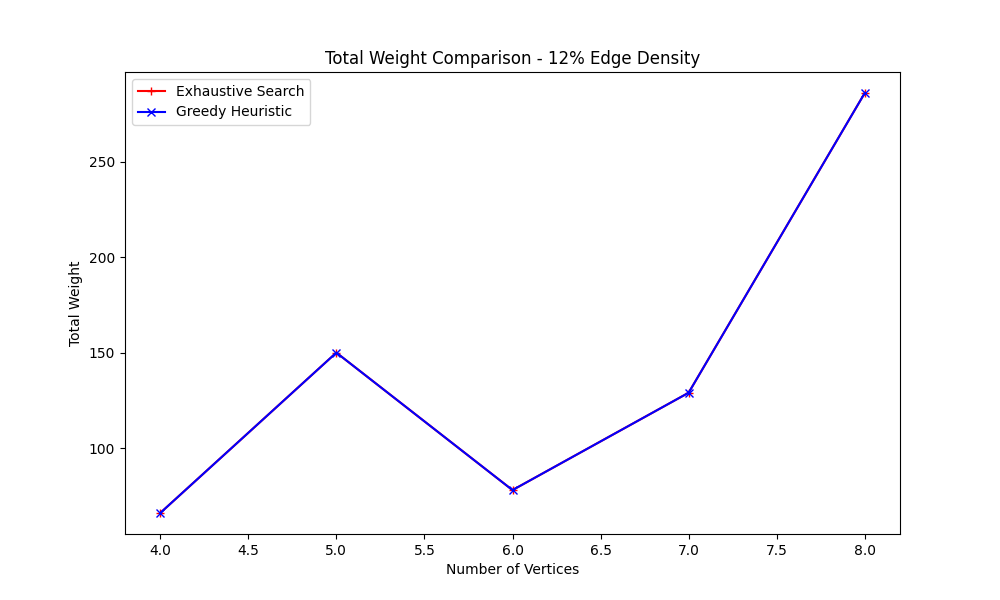 Total Weight Comparison - 12% Edge Density
Exhaustive Search
Greedy Heuristic
Total Weight
250
200
150
100
4.0 4.5 5.0 5.5 6.0 6.5 7.0 7.5 8.0
Number of Vertices